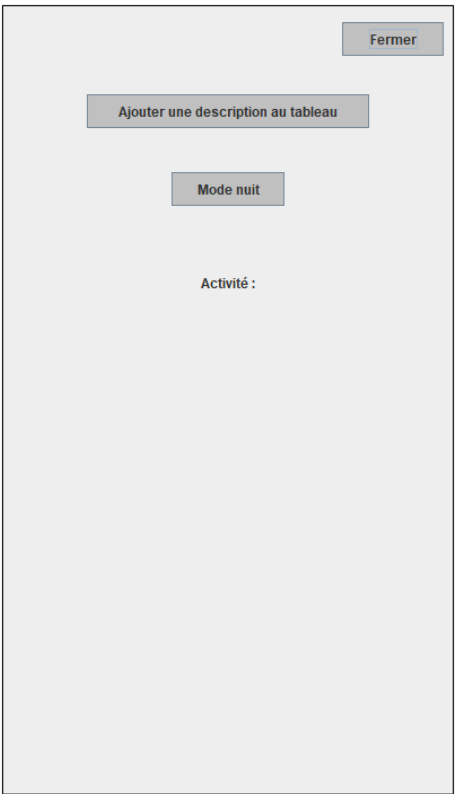 Fermer
Ajouter une description au tableau
Mode nuit
Activité :